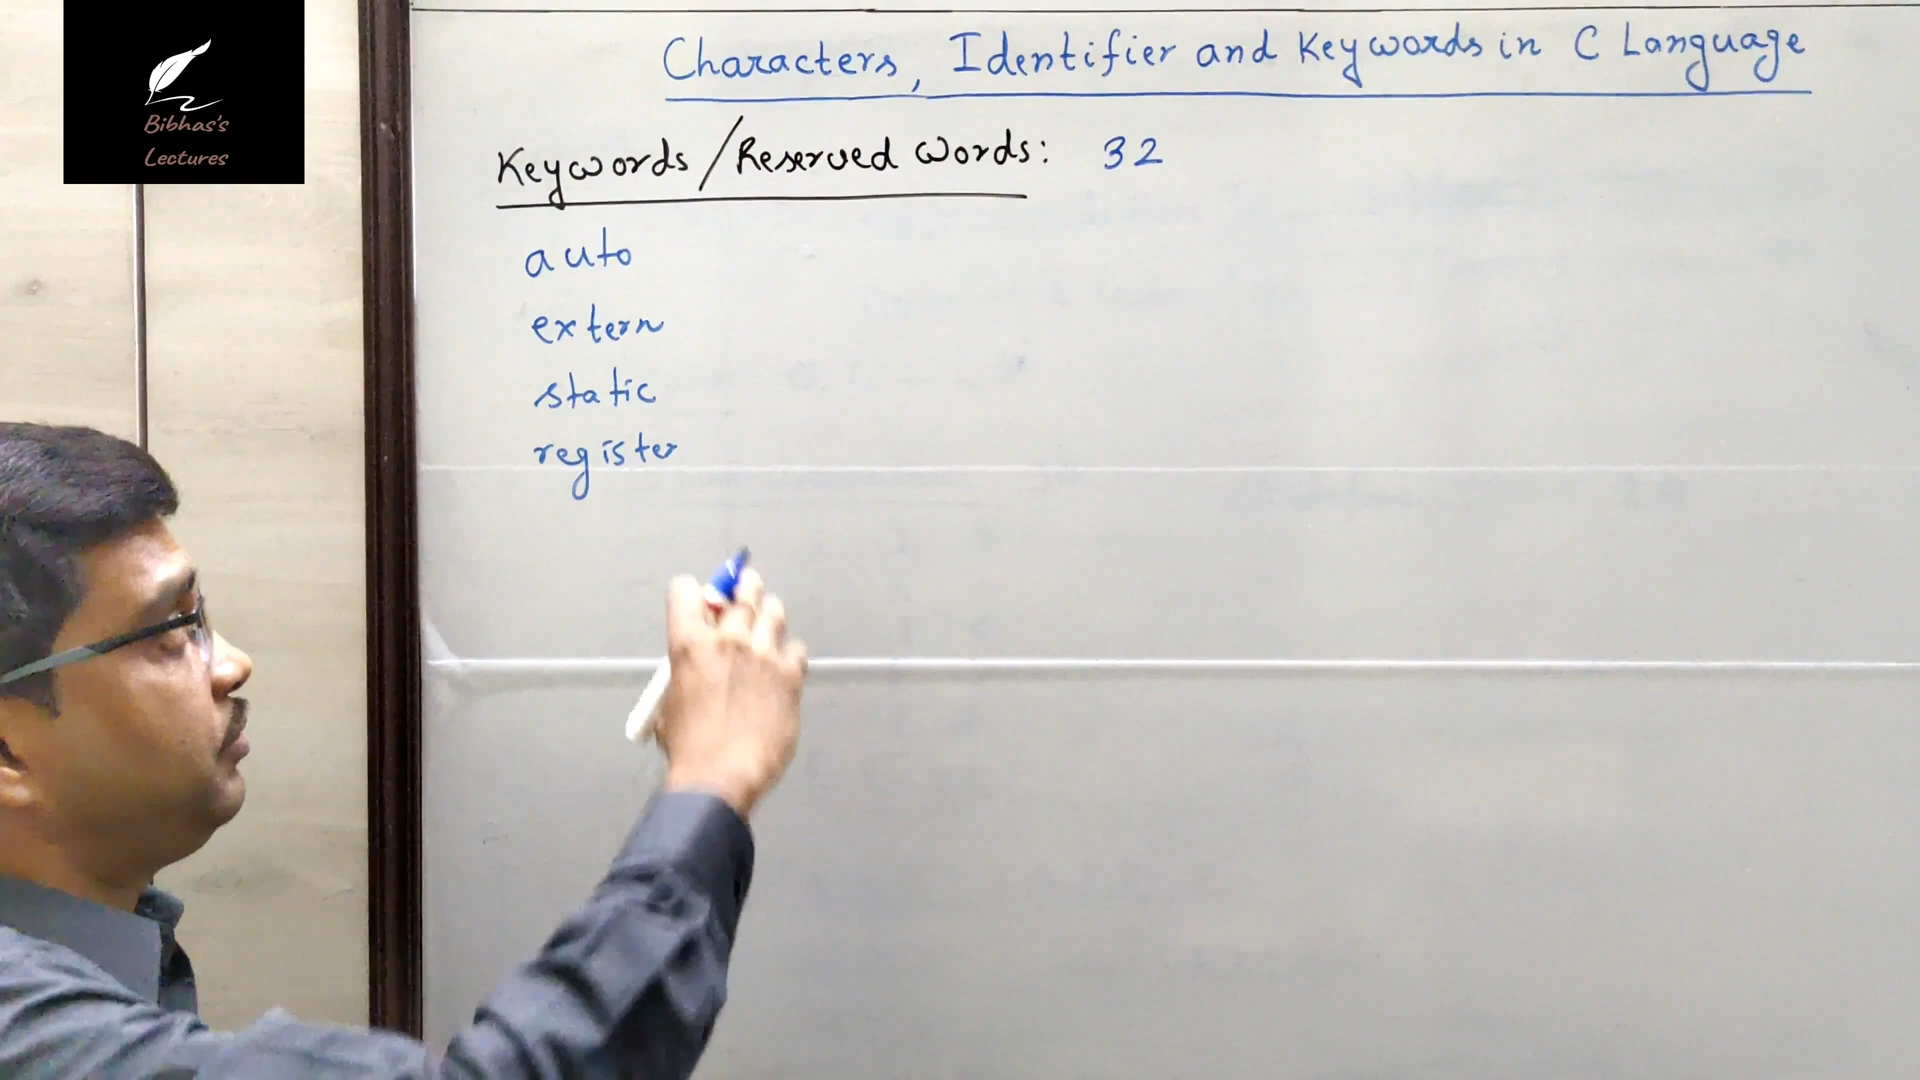 Bibhas's
Lectures
Characters, Identifier and Keywords in C Language
Keywords/Reserved Words: 32
auto
extern
static
register